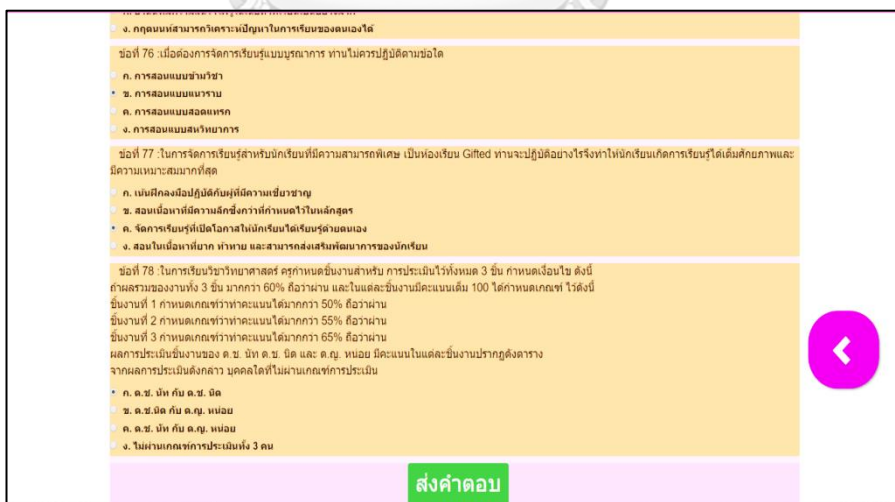 ง. กฤตนนท์สามารถวิเคราะห์ปัญหาในการเรียนของตนเองได้
ข้อที่ 76 :เมื่อต้องการจัดการเรียนรู้แบบบูรณาการ ท่านไม่ควรปฏิบัติตามข้อใด
ก. การสอนแบบข้ามวิชา
ข. การสอนแบบแนวราบ
ค. การสอนแบบสอดแทรก
ง. การสอนแบบสหวิทยาการ
ข้อที่ 77 :ในการจัดการเรียนรู้สำหรับนักเรียนที่มีความสามารถพิเศษ เป็นห้องเรียน Gifted ท่านจะปฏิบัติอย่างไรจึงทำให้นักเรียนเกิดการเรียนรู้ได้เต็มศักยภาพและ
มีความเหมาะสมมากที่สุด
ก. เน้นฝึกลงมือปฏิบัติกับผู้ที่มีความเชี่ยวชาญ
ข. สอนเนื้อหาที่มีความลึกซึ้งกว่าที่กำหนดไว้ในหลักสูตร
ค. จัดการเรียนรู้ที่เปิดโอกาสให้นักเรียนได้เรียนรู้ด้วยตนเอง
ง. สอนในเนื้อหาที่ยาก ท้าทาย และสามารถส่งเสริมพัฒนาการของนักเรียน
ข้อที่ 78 :ในการเรียนวิชาวิทยาศาสตร์ ครูกำหนดชิ้นงานสำหรับ การประเมินไว้ทั้งหมด 3 ชิ้น กำหนดเงื่อนไข ดังนี้
ถ้าผลรวมของงานทั้ง 3 ชิ้น มากกว่า 60% ถือว่าผ่าน และในแต่ละชิ้นงานมีคะแนนเต็ม 100 ได้กำหนดเกณฑ์ ไว้ดังนี้
ชิ้นงานที่ 1 กำหนดเกณฑ์ว่าทำคะแนนได้มากกว่า 50% ถือว่าผ่าน
ชิ้นงานที่ 2 กำหนดเกณฑ์ว่าทำคะแนนได้มากกว่า 55% ถือว่าผ่าน
ชิ้นงานที่ 3 กำหนดเกณฑ์ว่าทำคะแนนได้มากกว่า 65% ถือว่าผ่าน
ผลการประเมินชิ้นงานของ ด.ช. นัท ด.ช. นิด และ ด.ญ. หน่อย มีคะแนนในแต่ละชิ้นงานปรากฏดังตาราง
จากผลการประเมินดังกล่าว บุคคลใดที่ไม่ผ่านเกณฑ์การประเมิน
ก. ด.ช. นัท กับ ด.ช. นิด
ข. ด.ช.นิด กับ ด.ญ. หน่อย
ค. ด.ช. นัท กับ ด.ญ. หน่อย
ง. ไม่ผ่านเกณฑ์การประเมินทั้ง 3 คน
ส่งคำตอบ